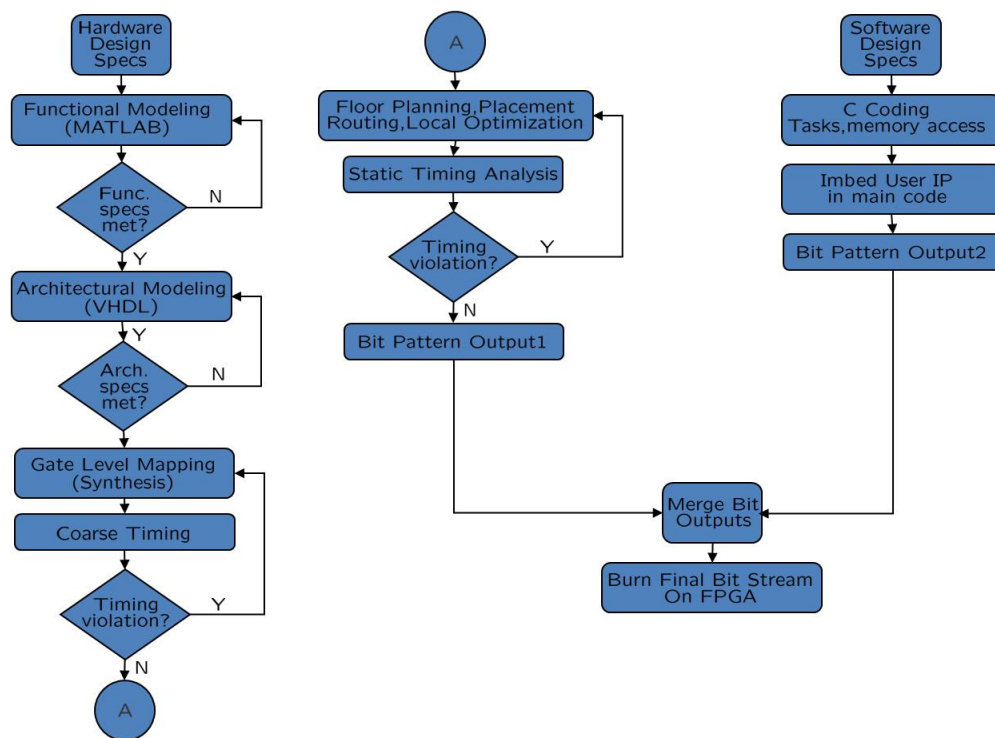 Hardware
Design
Specs
Functional Modeling
(MATLAB)
Func.
specs
met?
N
Y
Architectural Modeling
(VHDL)
Y
Arch.
specs
met?
N
Gate Level Mapping
(Synthesis)
Coarse Timing
Timing
violation?
Y
N
A
A
Floor Planning,Placement
Routing,Local Optimization
Static Timing Analysis
Timing
violation?
Y
N
Bit Pattern Output1
Software
Design
Specs
C Coding
Tasks,memory access
Imbed User IP
in main code
Bit Pattern Output2
Merge Bit
Outputs
Burn Final Bit Stream
On FPGA